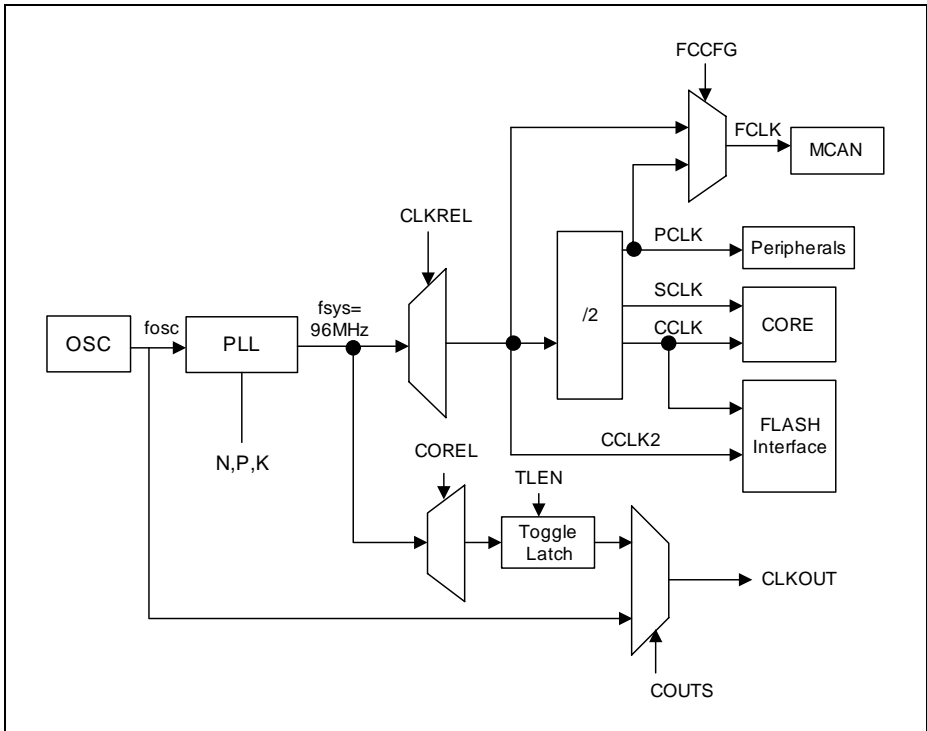 FCCFG
FCLK
MCAN
CLKREL
PCLK
Peripherals
SCLK
fsys=
96MHz
/2
CORE
OSC
fosc
PLL
CCLK
FLASH
Interface
CCLK2
N,P,K
COREL
TLEN
Toggle
Latch
CLKOUT
COUTS